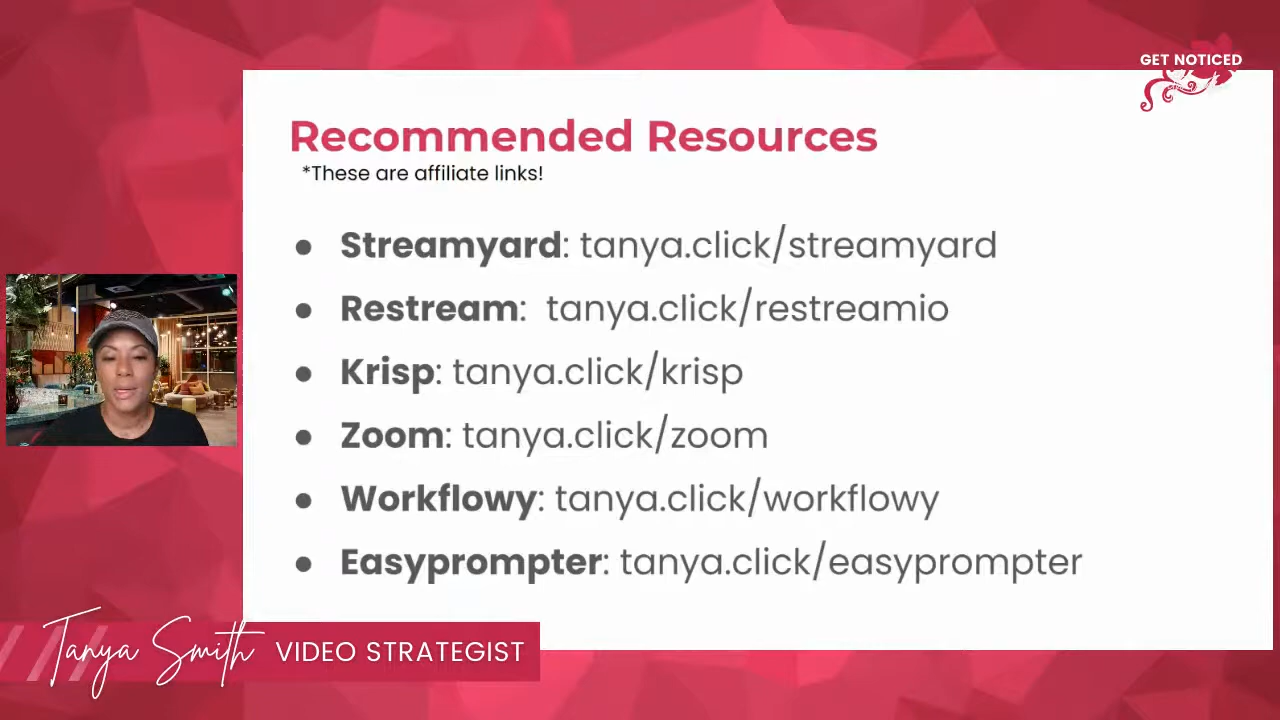 GET NOTICED
Recommended Resources
*These are affiliate links!
● Streamyard: tanya.click/streamyard
● Restream: tanya.click/restreamio
● Krisp: tanya.click/krisp
● Zoom: tanya.click/zoom
● Workflowy: tanya.click/workflowy
● Easyprompter: tanya.click/easyprompter
Tanya Smith VIDEO STRATEGIST